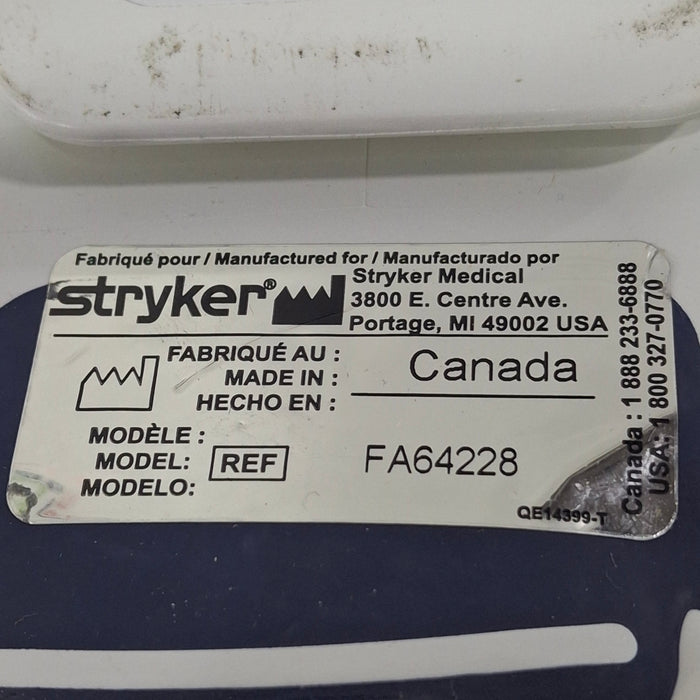 Fabriqué pour / Manufactured for / Manufacturado por
stryker®
Stryker Medical
3800 E. Centre Ave.
Portage, MI 49002 USA
FABRIQUÉ AU :
MADE IN :
HECHO EN :
Canada
MODÈLE :
MODEL:
MODELO:
REF
FA64228
QE14399-T
Canada : 1 888 233-6888
USA: 1 800 327-0770